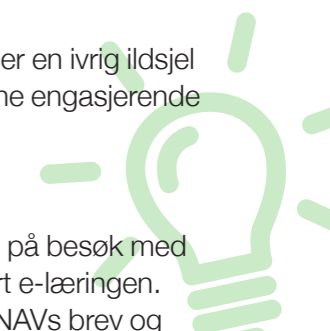 er en ivrig ildsjel
ne engasjerende
på besøk med
rt e-læringen.
NAVs brev og